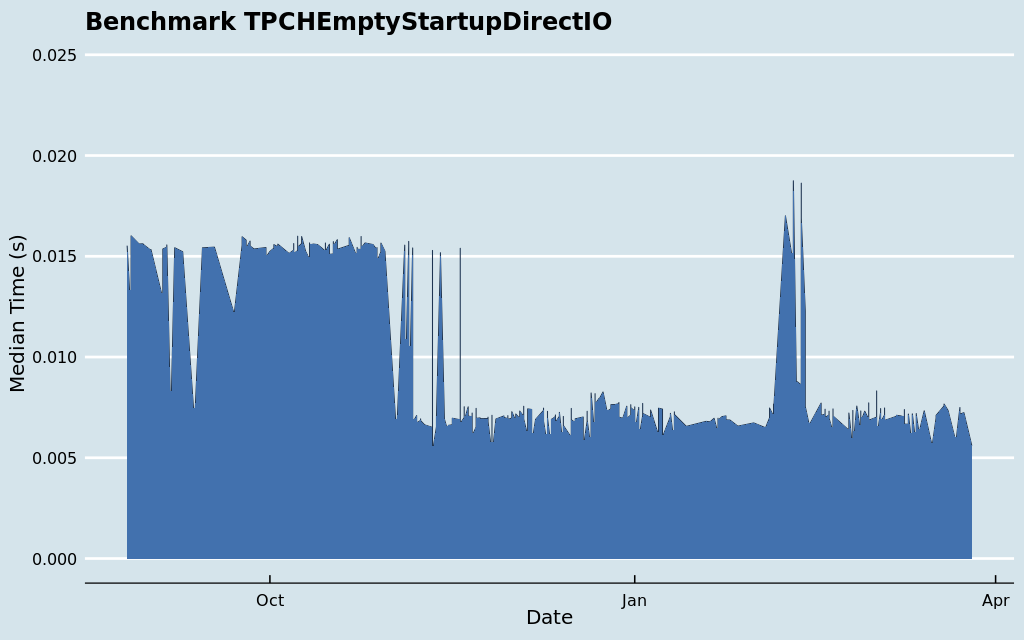 Benchmark TPCHEmptyStartupDirectIO
0.025
0.020
0.015
0.010
0.005
0.000
Median Time (s)
Oct
Jan
Apr
Date